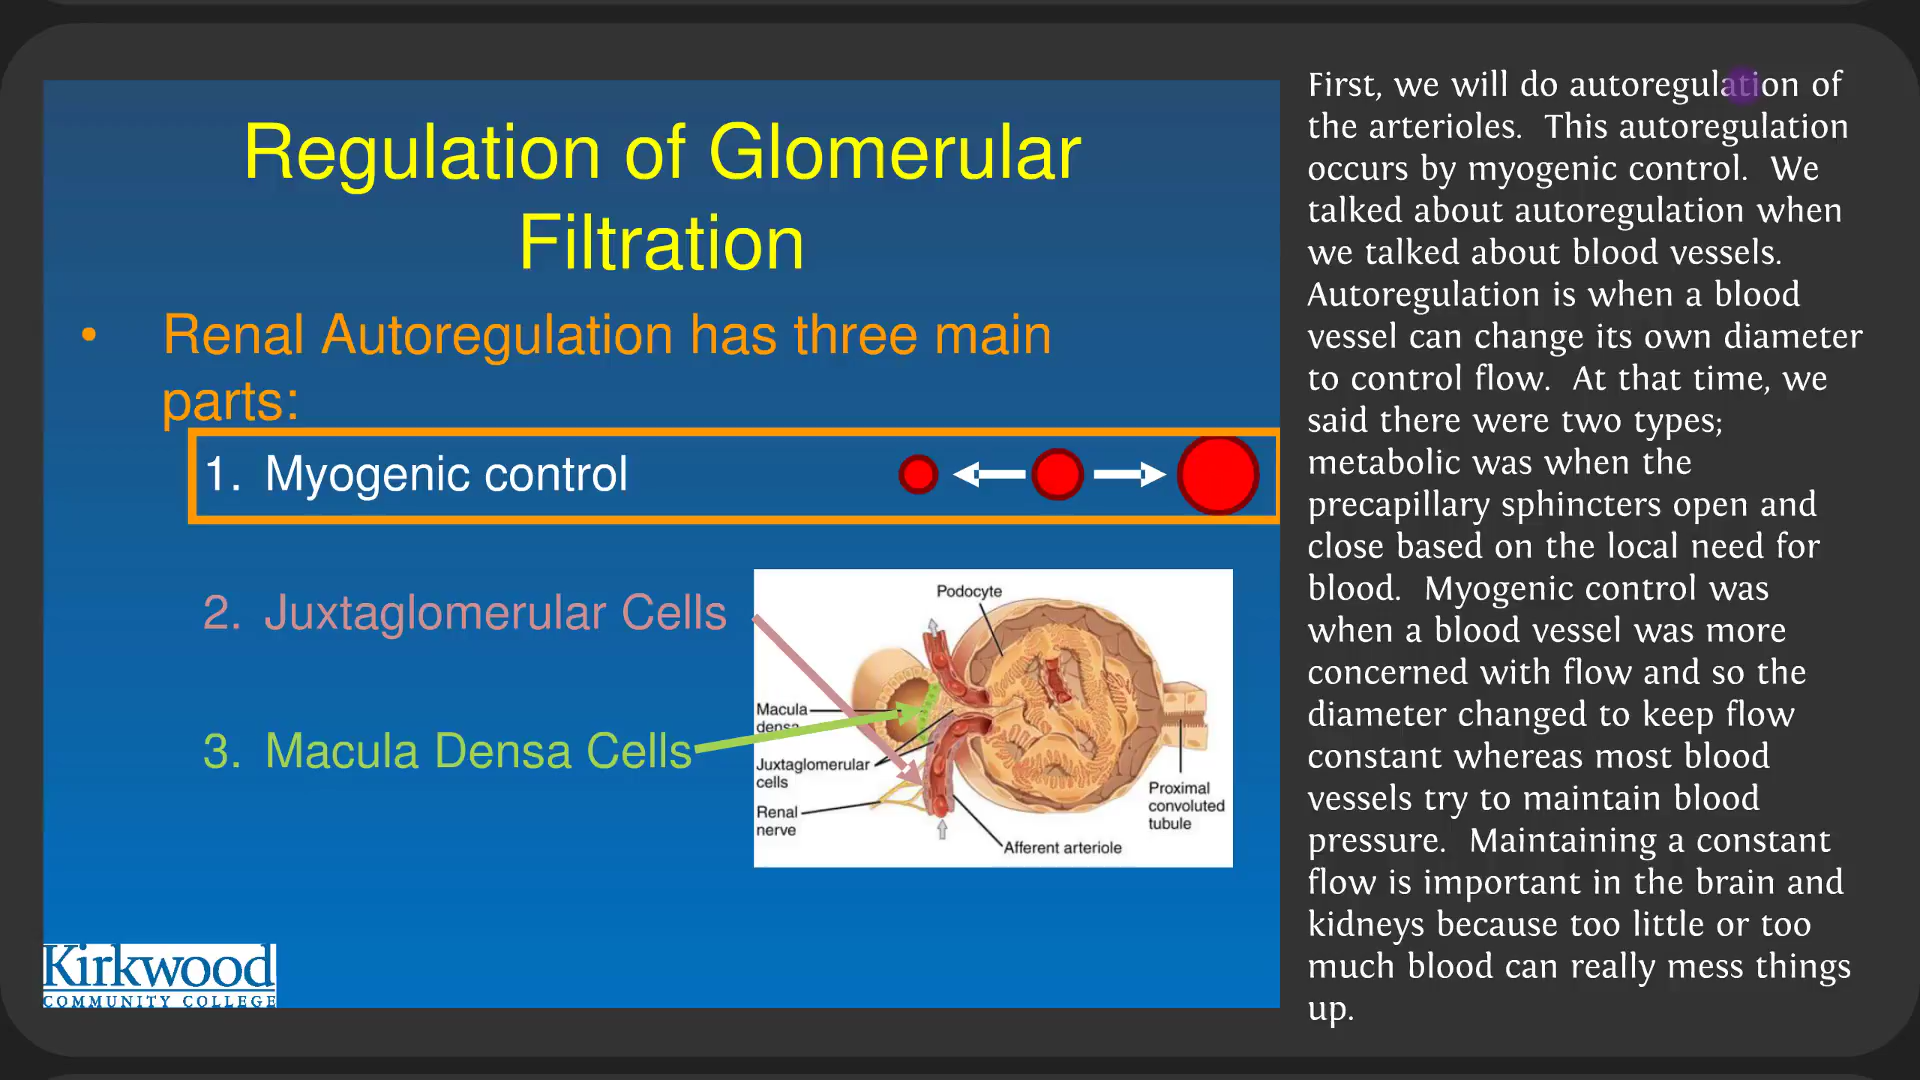 Regulation of Glomerular
Filtration
• Renal Autoregulation has three main
parts:
1. Myogenic control
2. Juxtaglomerular Cells
3. Macula Densa Cells
Podocyte
Macula
densa
Juxtaglomerular
cells
Renal
nerve
Afferent arteriole
Proximal
convoluted
tubule
Kirkwood
COMMUNITY COLLEGE
First, we will do autoregulation of
the arterioles. This autoregulation
occurs by myogenic control. We
talked about autoregulation when
we talked about blood vessels.
Autoregulation is when a blood
vessel can change its own diameter
to control flow. At that time, we
said there were two types;
metabolic was when the
precapillary sphincters open and
close based on the local need for
blood. Myogenic control was
when a blood vessel was more
concerned with flow and so the
diameter changed to keep flow
constant whereas most blood
vessels try to maintain blood
pressure. Maintaining a constant
flow is important in the brain and
kidneys because too little or too
much blood can really mess things
up.